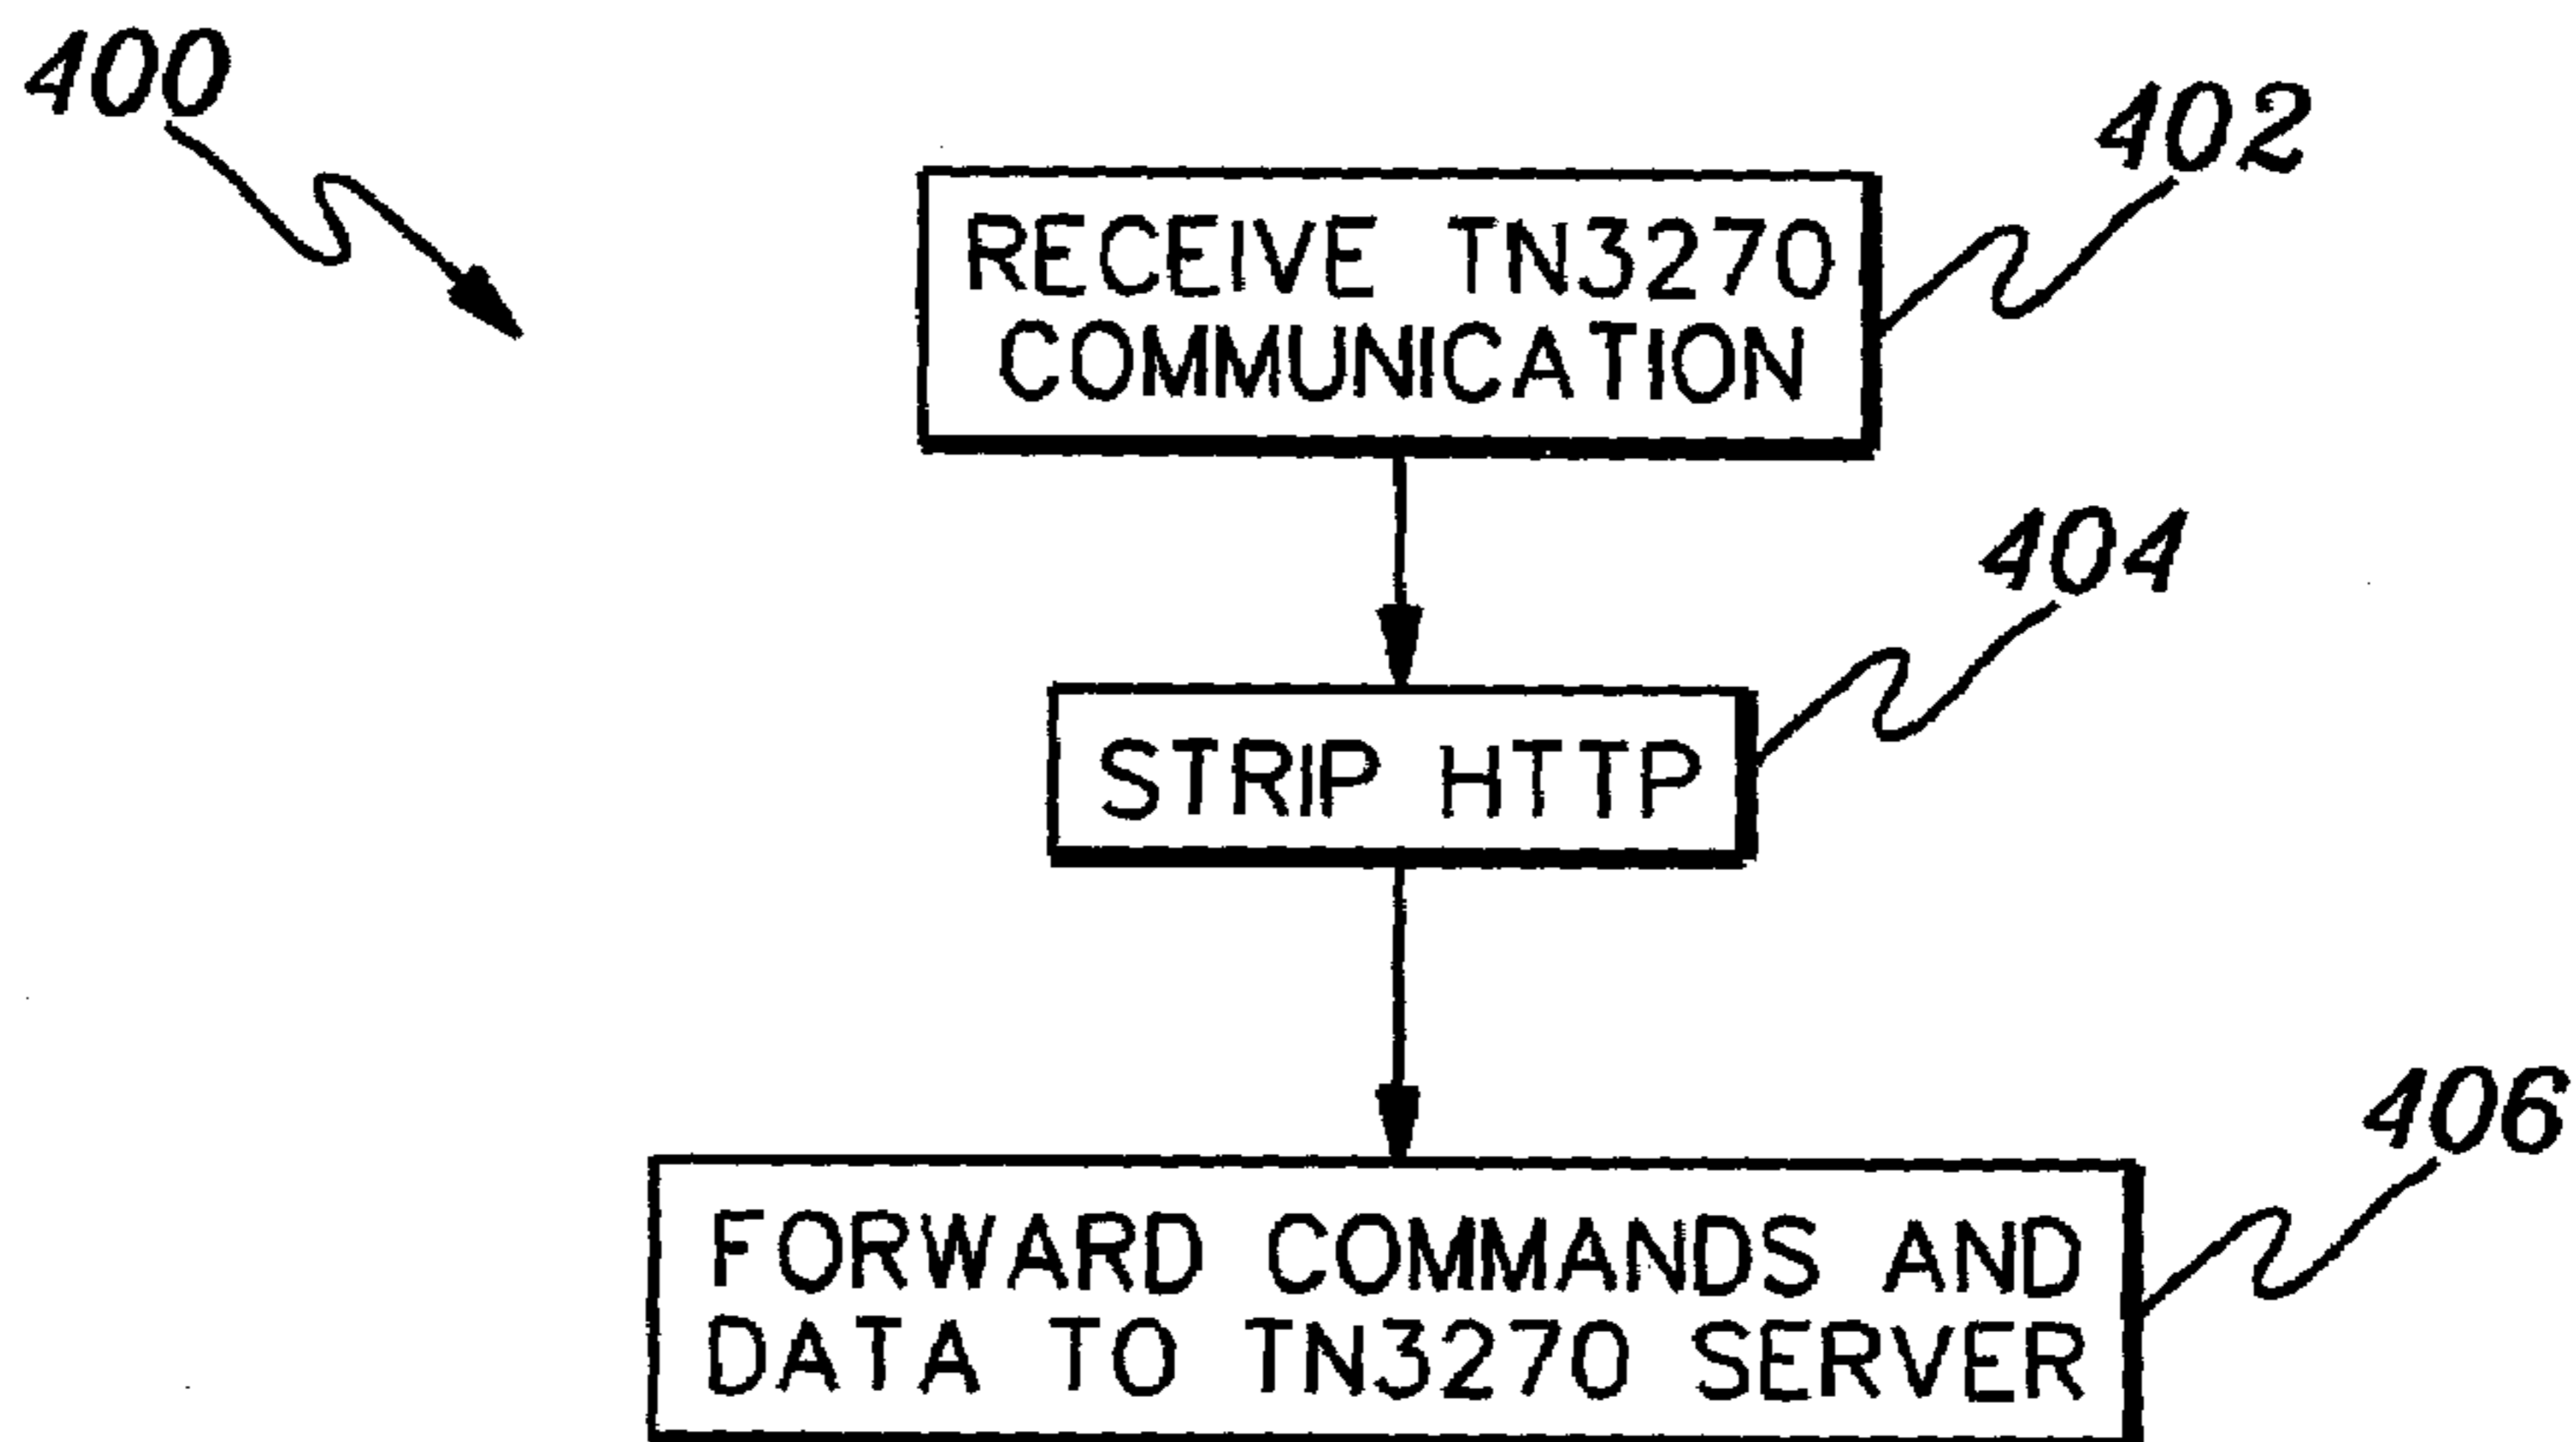 400
402
RECEIVE TN3270
COMMUNICATION
404
STRIP HTTP
406
FORWARD COMMANDS AND
DATA TO TN3270 SERVER